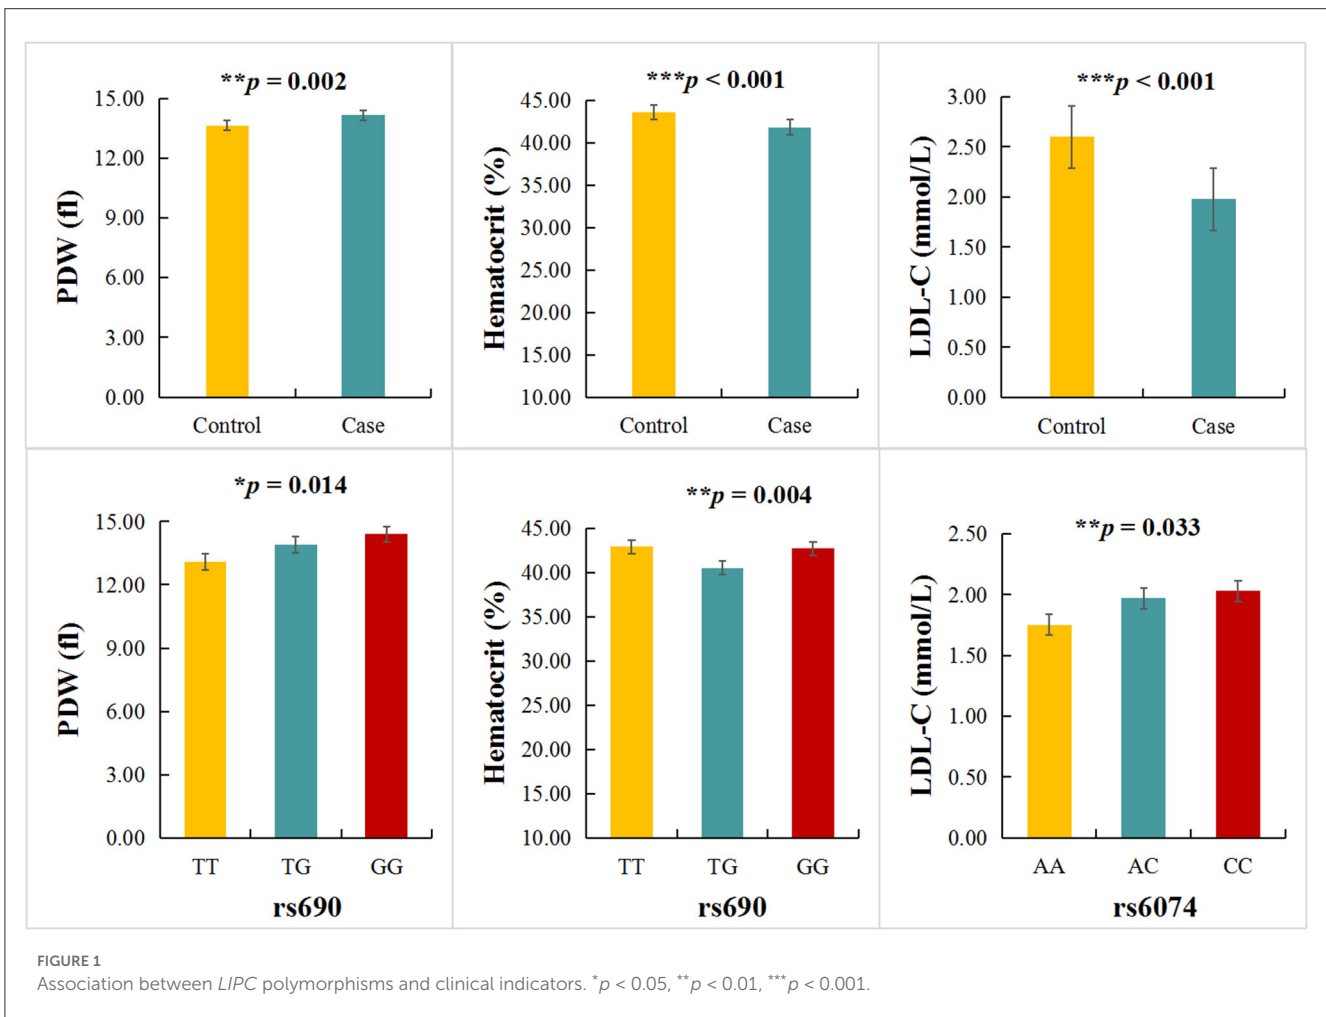 **p = 0.002
PDW (fl)
15.00
12.00
9.00
6.00
3.00
0.00
Control Case
***p < 0.001
Hematocrit (%)
45.00
40.00
35.00
30.00
25.00
20.00
15.00
10.00
Control Case
***p < 0.001
LDL-C (mmol/L)
3.00
2.50
2.00
1.50
1.00
0.50
0.00
Control Case
*p = 0.014
PDW (fl)
15.00
12.00
9.00
6.00
3.00
0.00
TT TG GG
rs690
**p = 0.004
Hematocrit (%)
45.00
40.00
35.00
30.00
25.00
20.00
15.00
10.00
TT TG GG
rs690
**p = 0.033
LDL-C (mmol/L)
2.50
2.00
1.50
1.00
0.50
0.00
AA AC CC
rs6074
FIGURE 1
Association between LIPC polymorphisms and clinical indicators. *p < 0.05, **p < 0.01, ***p < 0.001.